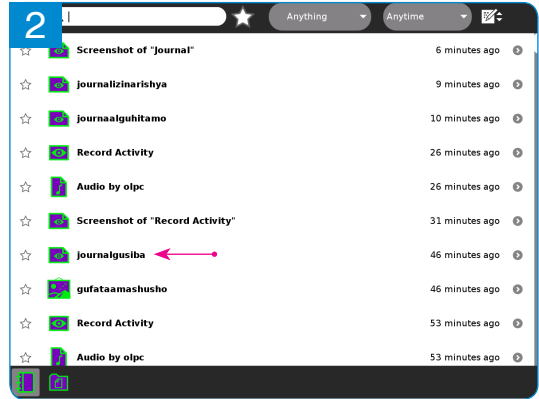 2
Anything Anytime
Screenshot of "Journal" 6 minutes ago
journalizinarishya 9 minutes ago
journaalguhitamo 10 minutes ago
Record Activity 26 minutes ago
Audio by olpc 26 minutes ago
Screenshot of "Record Activity" 31 minutes ago
journalgusiba 46 minutes ago
gufataamashusho 46 minutes ago
Record Activity 53 minutes ago
Audio by olpc 53 minutes ago